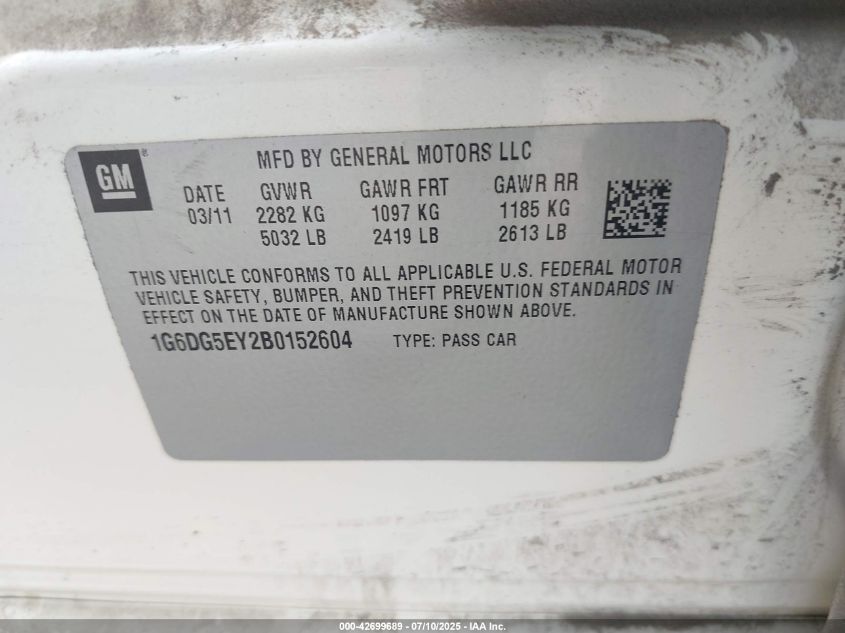 GM ®
MFD BY GENERAL MOTORS LLC
DATE GVWR GAWR FRT GAWR RR
03/11 2282 KG 1097 KG 1185 KG
5032 LB 2419 LB 2613 LB
THIS VEHICLE CONFORMS TO ALL APPLICABLE U.S. FEDERAL MOTOR
VEHICLE SAFETY, BUMPER, AND THEFT PREVENTION STANDARDS IN
EFFECT ON THE DATE OF MANUFACTURE SHOWN ABOVE.
1G6DG5EY2B0152604 TYPE: PASS CAR
000-42699689 - 07/10/2025 - IAA Inc.